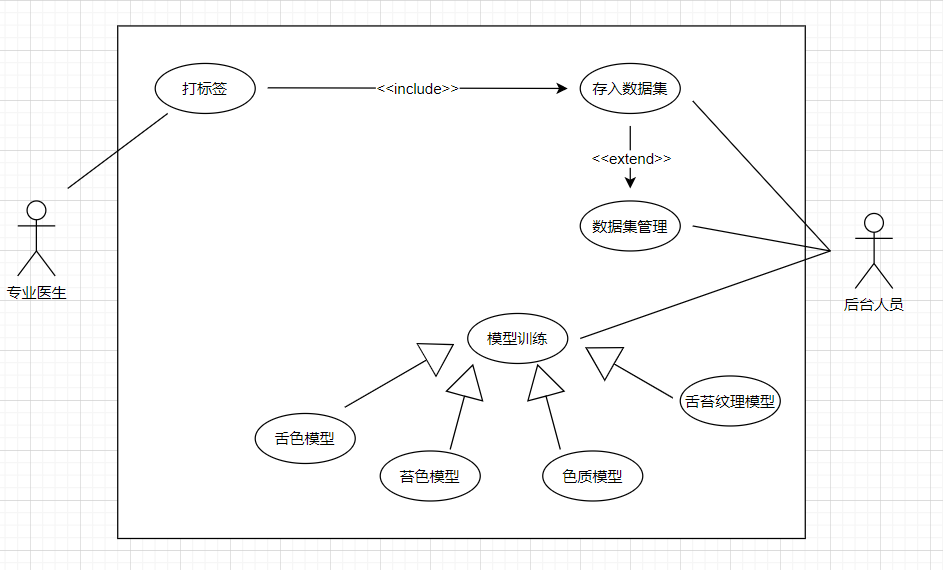 打标签
<<include>>
存入数据集
<<extend>>
数据集管理
专业医生
后台人员
模型训练
舌苔纹理模型
舌色模型
苔色模型
色质模型